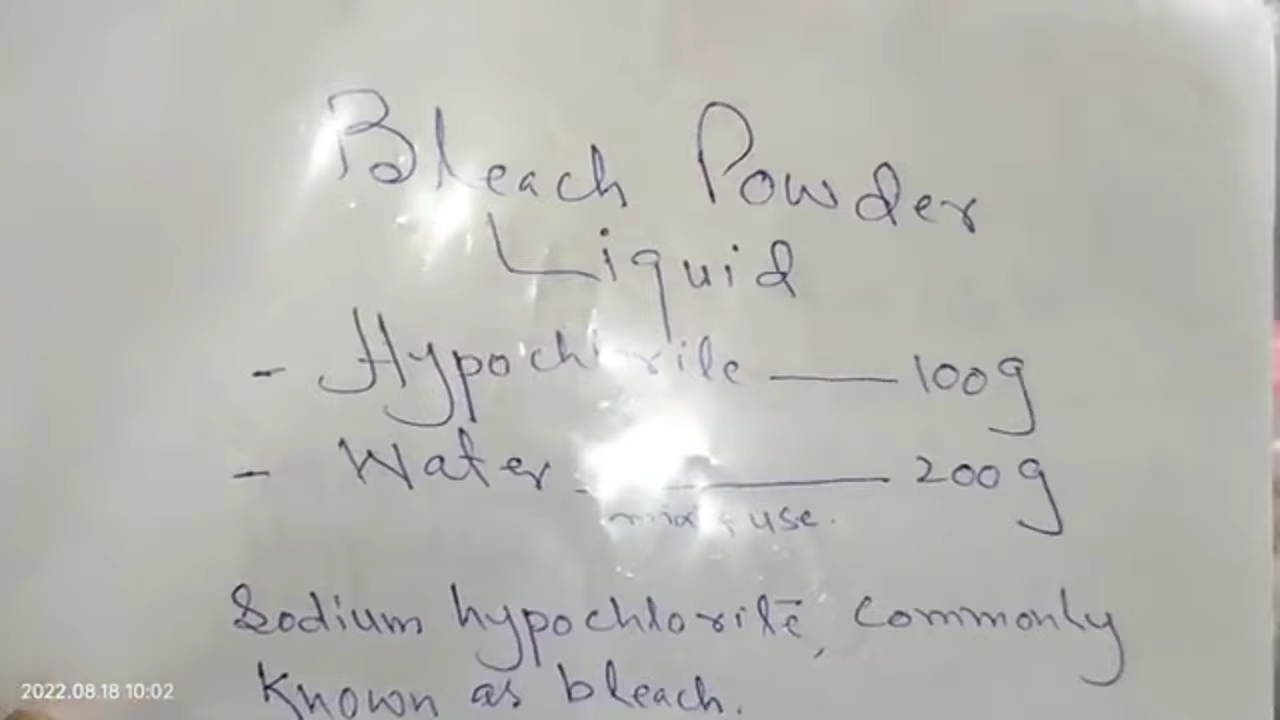 Bleach Powder
Liquid
- Hypochlorite — 100g
- Water — 200g
mix & use.
Sodium hypochlorite, commonly
known as bleach.
2022.08.18 10:02